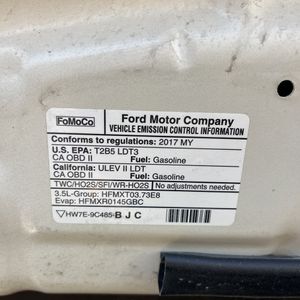 FoMoCo
Ford Motor Company
VEHICLE EMISSION CONTROL INFORMATION
Conforms to regulations: 2017 MY
U.S. EPA: T2B5 LDT3
CA OBD II Fuel: Gasoline
California: ULEV II LDT
CA OBD II Fuel: Gasoline
TWC/HO2S/SFI/WR-HO2S No adjustments needed.
3.5L-Group: HFMXT03.73E8
Evap: HFMXR0145GBC
HW7E-9C485- B J C